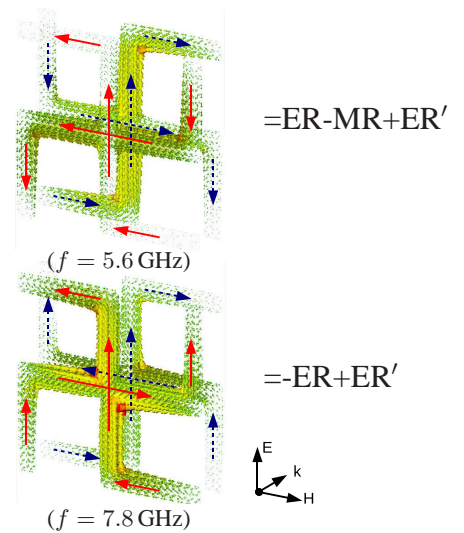 =ER-MR+ER′
(f = 5.6 GHz)
=-ER+ER′
E
k
H
(f = 7.8 GHz)